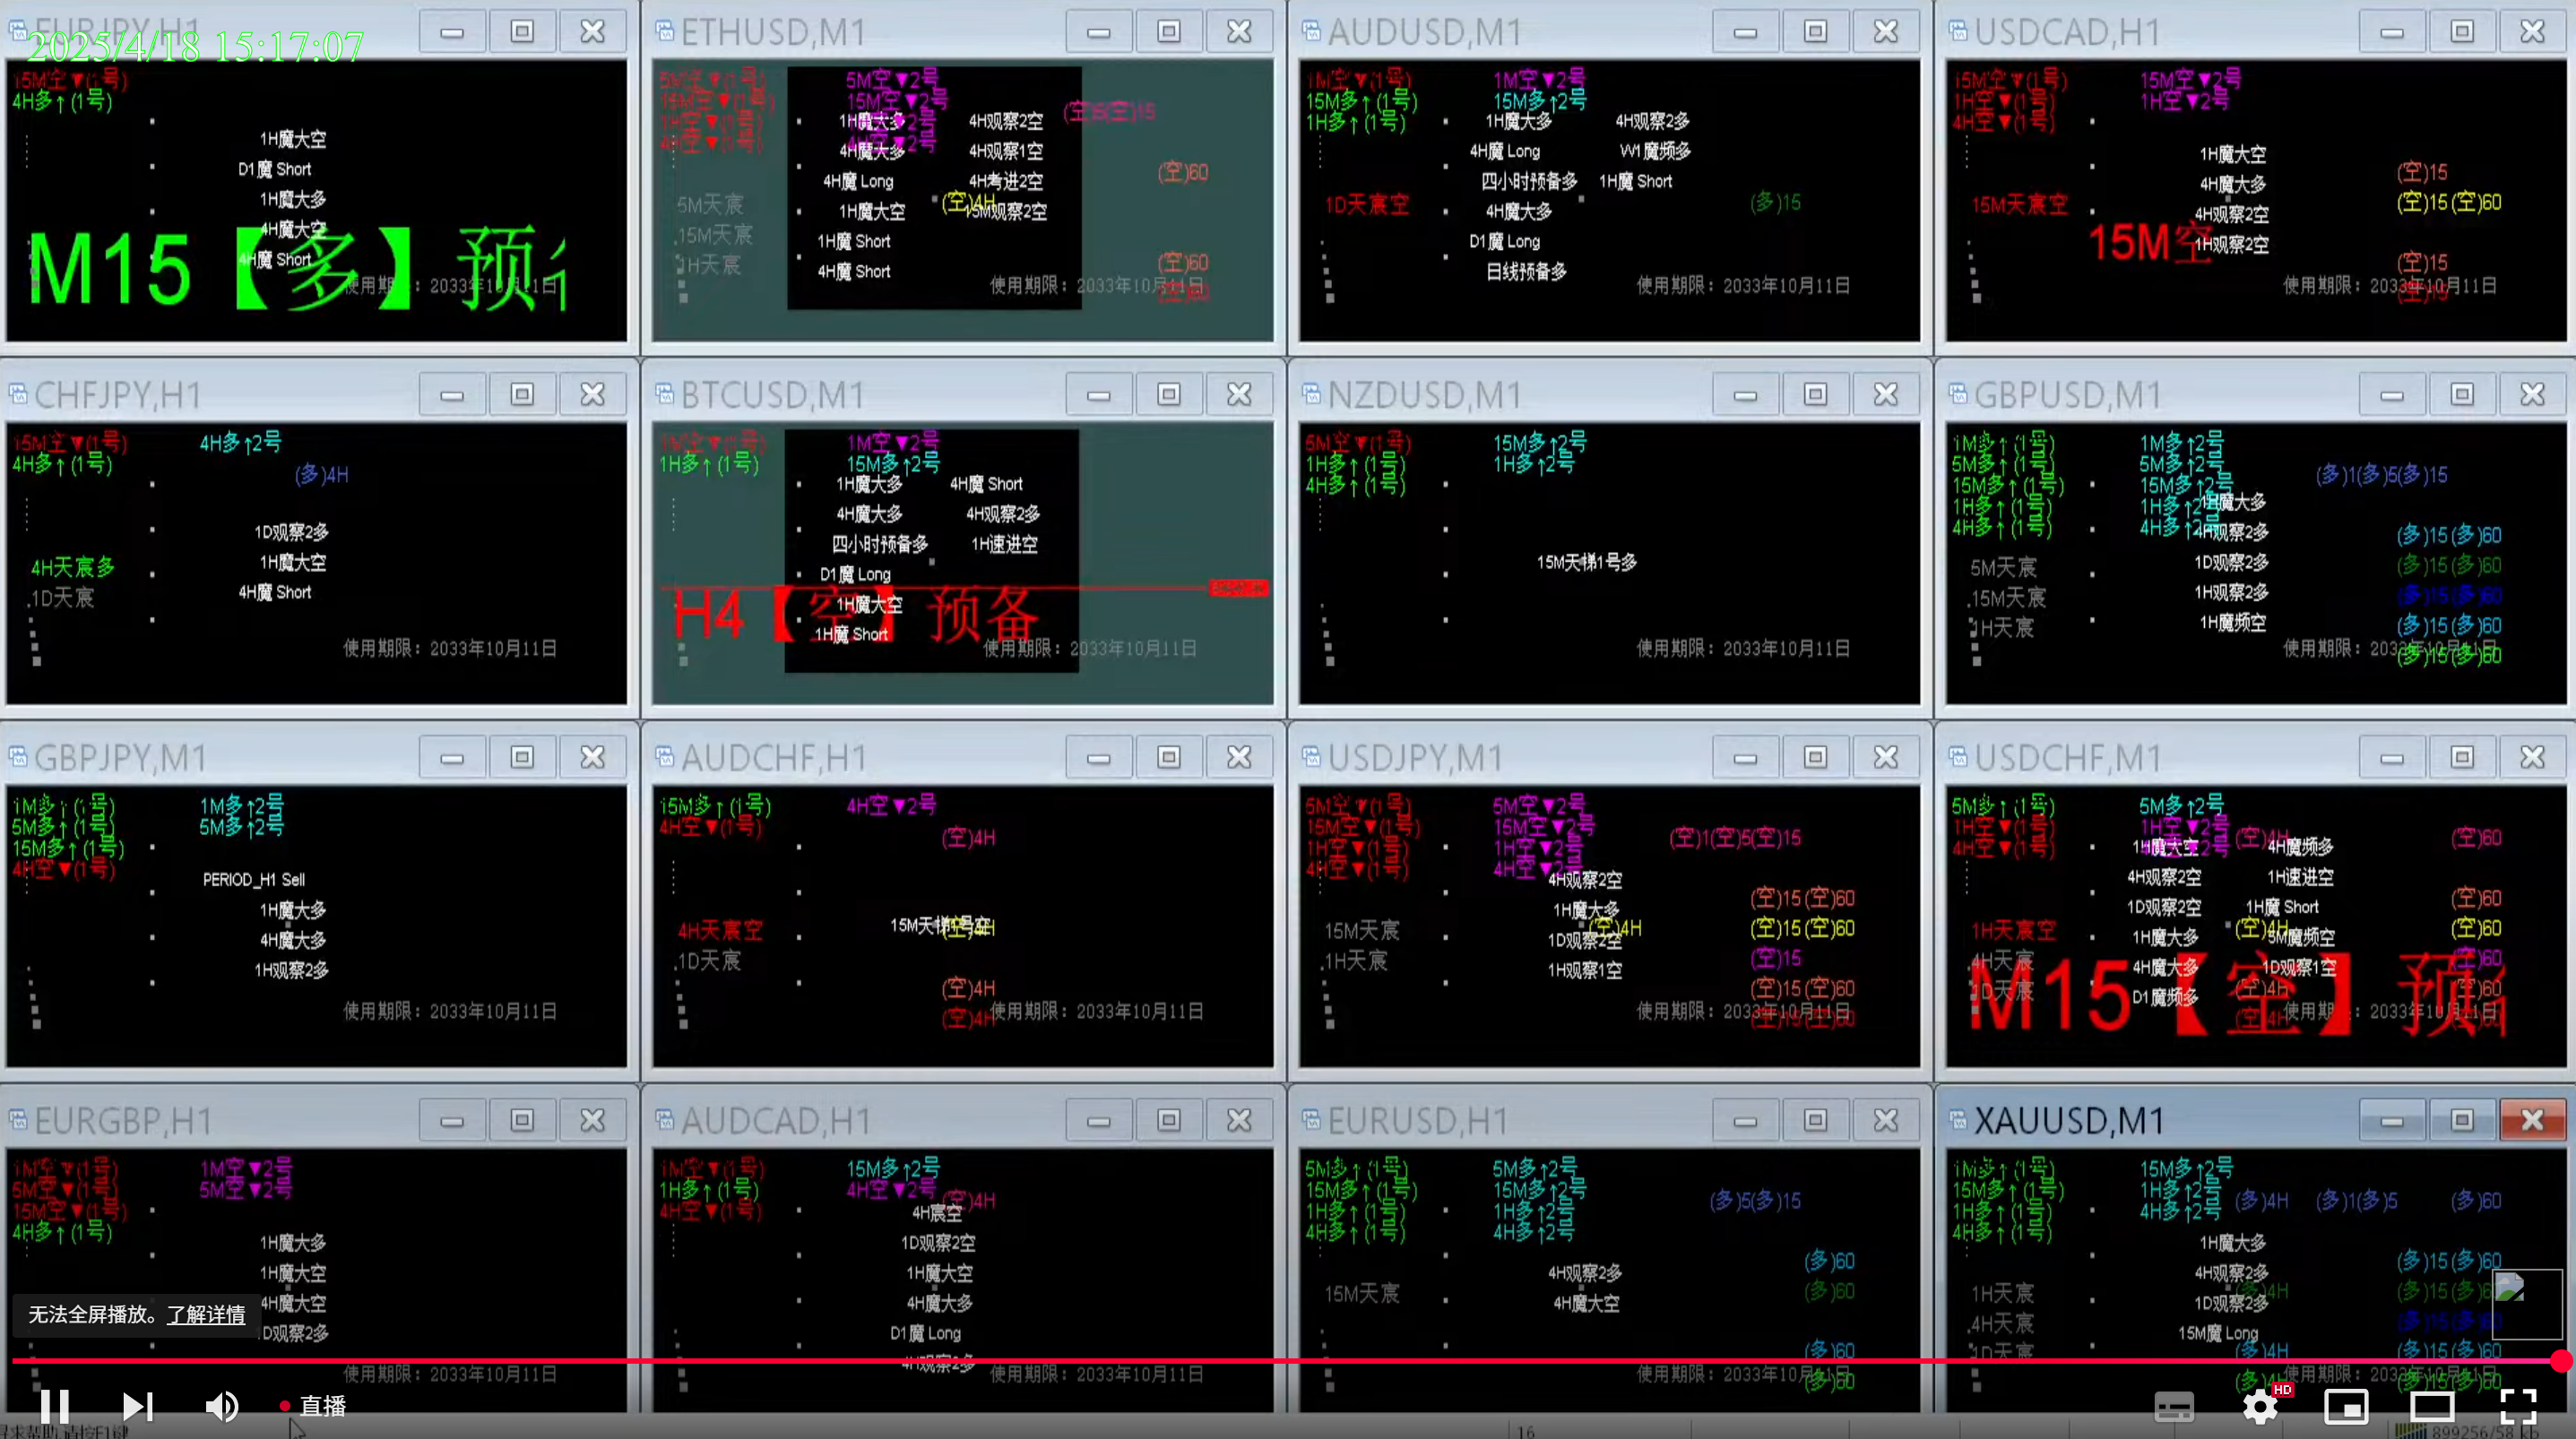 EURJPY,H1
2025/4/18 15:17:07
15M空▼(1号)
4H多↑(1号)
1H魔大空
D1魔 Short
1H魔大多
4H魔大空
4H魔 Short
M15【多】预
使用期限：2033年10月11日
ETHUSD,M1
5M空▼(1号)
15M空▼(1号)
1H空▼(1号)
4H空▼(1号)
5M空▼2号
15M空▼2号
1H魔大多
4H魔大多
4H魔 Long
1H魔大空
1H魔 Short
4H魔 Short
4H观察2空
4H观察1空
4H考进2空
15M观察2空
(空)4H
(空)60
(空)60
(空)60
5M天宸
15M天宸
1H天宸
使用期限：2033年10月11日
AUDUSD,M1
1M空▼(1号)
15M多↑(1号)
1H多↑(1号)
1M空▼2号
15M多↑2号
1H魔大多
4H魔 Long
四小时预备多
4H魔大多
D1魔 Long
日线预备多
4H观察2多
W1魔频多
1H魔 Short
1D天宸空
(多)15
使用期限：2033年10月11日
USDCAD,H1
15M空▼(1号)
1H空▼(1号)
4H空▼(1号)
15M空▼2号
1H空▼2号
1H魔大空
4H魔大多
4H观察2空
1H观察2空
15M天宸空
15M空
(空)15
(空)15(空)60
(空)15
(空)15
使用期限：2033年10月11日
CHFJPY,H1
15M空▼(1号)
4H多↑(1号)
4H多↑2号
(多)4H
1D观察2多
1H魔大空
4H魔 Short
4H天宸多
1D天宸
使用期限：2033年10月11日
BTCUSD,M1
1M空▼(1号)
1H多↑(1号)
1M空▼2号
15M多↑2号
1H魔大多
4H魔大多
四小时预备多
D1魔 Long
1H魔大空
1H魔 Short
4H魔 Short
4H观察2多
1H速进空
H4【空】预备
使用期限：2033年10月11日
NZDUSD,M1
5M空▼(1号)
1H多↑(1号)
4H多↑(1号)
15M多↑2号
1H多↑2号
15M天梯1号多
使用期限：2033年10月11日
GBPUSD,M1
1M多↑(1号)
5M多↑(1号)
15M多↑(1号)
1H多↑(1号)
4H多↑(1号)
1M多↑2号
5M多↑2号
15M多↑2号
1H多↑2号
4H多↑2号
1H魔大多
4H观察2多
1D观察2多
1H观察2多
1H魔频空
(多)1(多)5(多)15
(多)15(多)60
(多)15(多)60
(多)15(多)60
(多)15(多)60
(多)15(多)60
5M天宸
15M天宸
1H天宸
使用期限：2033年10月11日
GBPJPY,M1
1M多↑(1号)
5M多↑(1号)
15M多↑(1号)
4H空▼(1号)
1M多↑2号
5M多↑2号
PERIOD_H1 Sell
1H魔大多
4H魔大多
1H观察2多
使用期限：2033年10月11日
AUDCHF,H1
15M多↑(1号)
4H空▼(1号)
4H空▼2号
(空)4H
15M天梯1号空
(空)4H
4H天宸空
1D天宸
(空)4H
(空)4H
使用期限：2033年10月11日
USDJPY,M1
5M空▼(1号)
15M空▼(1号)
1H空▼(1号)
4H空▼(1号)
5M空▼2号
15M空▼2号
1H空▼2号
4H空▼2号
4H观察2空
1H魔大多
1D观察2空
1H观察1空
(空)4H
(空)1(空)5(空)15
(空)15(空)60
(空)15(空)60
(空)15
(空)15(空)60
(空)15(空)60
15M天宸
1H天宸
使用期限：2033年10月11日
USDCHF,M1
5M多↑(1号)
1H空▼(1号)
4H空▼(1号)
5M多↑2号
1H空▼2号
1H魔大空
4H观察2空
1D观察2空
1H魔大多
4H魔大多
D1魔频多
(空)4H
4H魔频多
1H速进空
1H魔 Short
(空)4H
5M魔频空
1D观察1空
(空)4H
(空)4H
(空)60
(空)60
(空)60
(空)60
(空)60
1H天宸空
4H天宸
1D天宸
M15【空】预
使用期限：2033年10月11日
EURGBP,H1
1M空▼(1号)
5M空▼(1号)
15M空▼(1号)
4H多↑(1号)
1M空▼2号
5M空▼2号
1H魔大多
1H魔大空
4H魔大空
1D观察2多
使用期限：2033年10月11日
AUDCAD,H1
1M空▼(1号)
1H多↑(1号)
4H空▼(1号)
15M多↑2号
4H空▼2号
(空)4H
4H宸空
1D观察2空
1H魔大空
4H魔大多
D1魔 Long
4H观察2多
使用期限：2033年10月11日
EURUSD,H1
5M多↑(1号)
15M多↑(1号)
1H多↑(1号)
4H多↑(1号)
5M多↑2号
15M多↑2号
1H多↑2号
4H多↑2号
(多)5(多)15
4H观察2多
4H魔大空
(多)60
(多)60
(多)60
(多)60
15M天宸
使用期限：2033年10月11日
XAUUSD,M1
1M多↑(1号)
15M多↑(1号)
1H多↑(1号)
4H多↑(1号)
15M多↑2号
1H多↑2号
4H多↑2号
(多)4H
(多)1(多)5
(多)60
1H魔大多
4H观察2多
1D观察2多
15M魔 Long
(多)15(多)60
(多)4H
(多)15(多)60
1H天宸
4H天宸
1D天宸
使用期限：2033年10月11日
无法全屏播放。了解详情
直播
HD
16